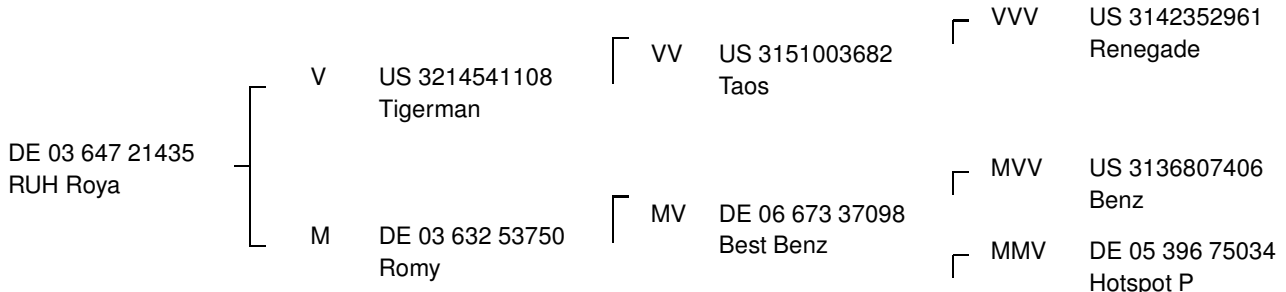 DE 03 647 21435
RUH Roya
V US 3214541108
Tigerman
M DE 03 632 53750
Romy
VV US 3151003682
Taos
MV DE 06 673 37098
Best Benz
VVV US 3142352961
Renegade
MVV US 3136807406
Benz
MMV DE 05 396 75034
Hotspot P